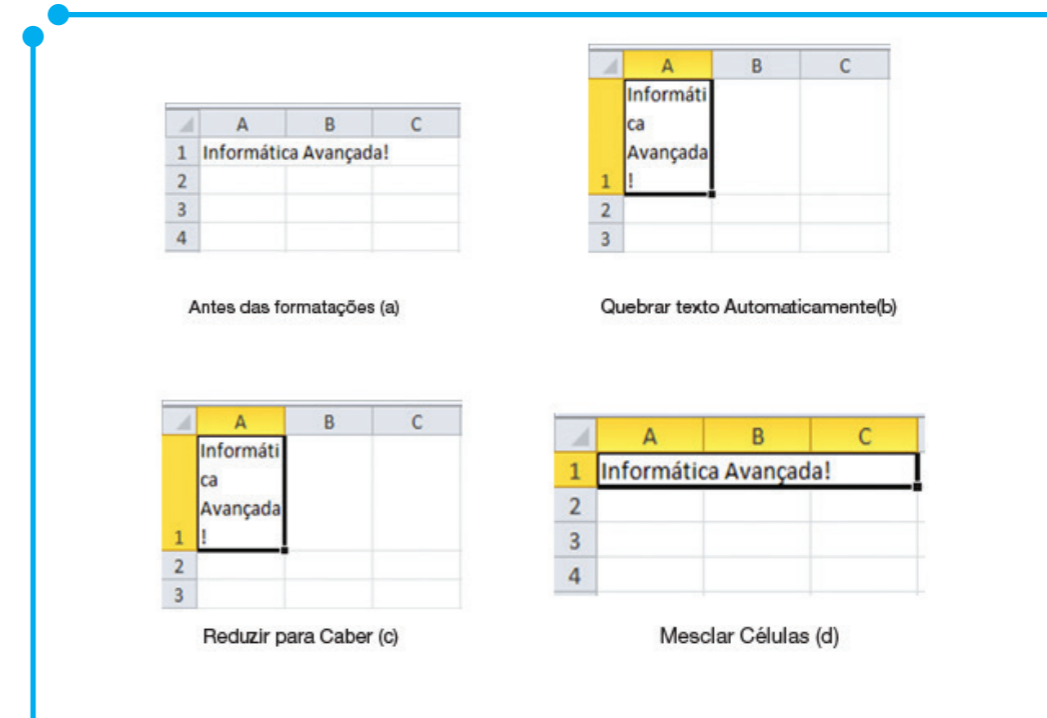 A B C
1 Informática Avançada!
2
3
4
Antes das formatações (a)
A B C
Informáti
ca
Avançada
1 !
2
3
Quebrar texto Automaticamente(b)
A B C
Informáti
ca
Avançada
1 !
2
3
Reduzir para Caber (c)
A B C
1 Informática Avançada!
2
3
4
Mesclar Células (d)